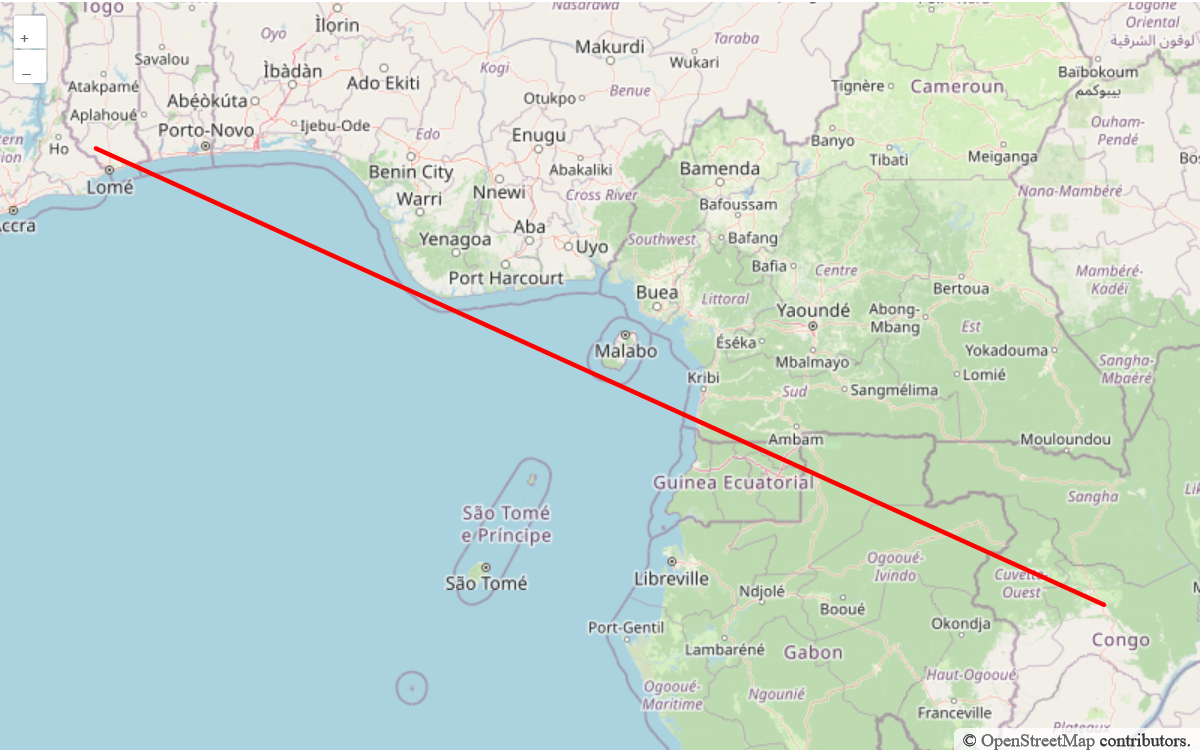 Togo
Nasarawa
Logone
Oriental
لوقون الشرقية
+
–
Ìlọrin
Oyo
Savalou
Makurdi
Taraba
Wukari
Kogi
Ìbàdàn
Ado Ekiti
Atakpamé
Abẹ́òkúta
Otukpo
Benue
Tignère
Cameroun
Baïbokoum
بيبوكمم
Aplahoué
Porto-Novo
Ijebu-Ode
Edo
Enugu
Ouham-
Pendé
Ho
Banyo
Tibati
Meiganga
Benin City
Abakaliki
Bamenda
Lomé
Warri
Nnewi
Cross River
Bafoussam
Nana-Mambéré
Accra
Yenagoa
Aba
Uyo
Southwest
Bafang
Port Harcourt
Bafia
Centre
Mambéré-
Kadéï
Buea
Littoral
Bertoua
Yaoundé
Abong-
Mbang
Est
Malabo
Éséka
Mbalmayo
Yokadouma
Sangha-
Mbaéré
Kribi
Sud
Sangmélima
Lomié
Ambam
Mouloundou
Guinea Ecuatorial
Sangha
São Tomé
e Príncipe
São Tomé
Libreville
Ogooué-
Ivindo
Cuvette-
Ouest
Ndjolé
Booué
Port-Gentil
Okondja
Congo
Lambaréné
Gabon
Ogooué-
Maritime
Ngounié
Haut-Ogooué
Franceville
Plateaux
© OpenStreetMap contributors.